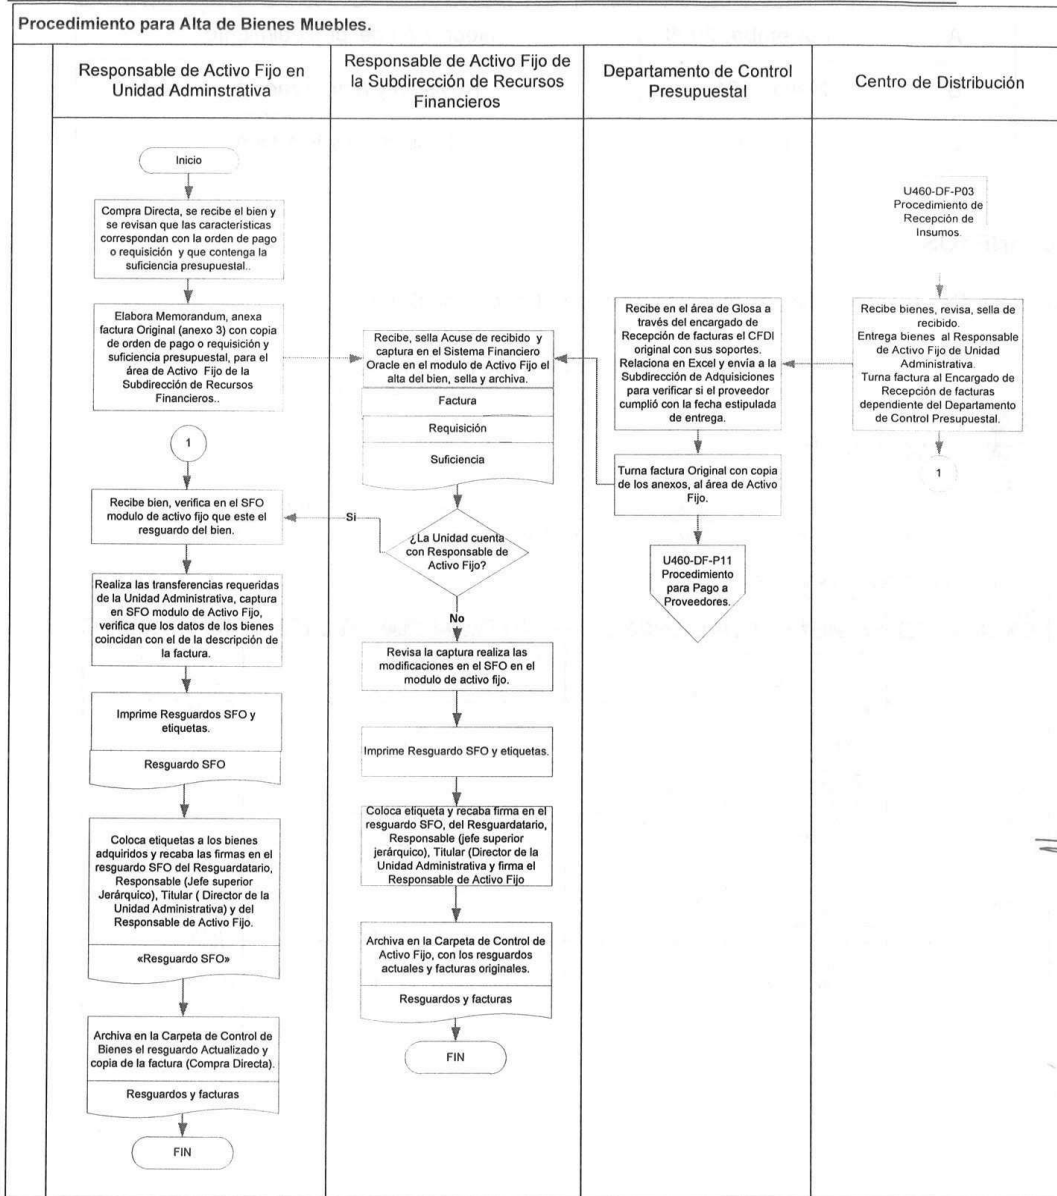 Procedimiento para Alta de Bienes Muebles.
Responsable de Activo Fijo en
Unidad Adminstrativa
Responsable de Activo Fijo de
la Subdirección de Recursos
Financieros
Departamento de Control
Presupuestal
Centro de Distribución
Inicio
Compra Directa, se recibe el bien y
se revisan que las características
correspondan con la orden de pago
o requisición y que contenga la
suficiencia presupuestal..
Elabora Memorandum, anexa
factura Original (anexo 3) con copia
de orden de pago o requisición y
suficiencia presupuestal, para el
área de Activo Fijo de la
Subdirección de Recursos
Financieros..
1
Recibe bien, verifica en el SFO
modulo de activo fijo que este el
resguardo del bien.
Realiza las transferencias requeridas
de la Unidad Administrativa, captura
en SFO modulo de Activo Fijo,
verifica que los datos de los bienes
coincidan con el de la descripción de
la factura.
Imprime Resguardos SFO y
etiquetas.
Resguardo SFO
Coloca etiquetas a los bienes
adquiridos y recaba las firmas en el
resguardo SFO del Resguardatario,
Responsable (Jefe superior
Jerárquico), Titular ( Director de la
Unidad Administrativa) y del
Responsable de Activo Fijo.
«Resguardo SFO»
Archiva en la Carpeta de Control de
Bienes el resguardo Actualizado y
copia de la factura (Compra Directa).
Resguardos y facturas
FIN
Recibe, sella Acuse de recibido y
captura en el Sistema Financiero
Oracle en el modulo de Activo Fijo el
alta del bien, sella y archiva.
Factura
Requisición
Suficiencia
¿La Unidad cuenta
con Responsable de
Activo Fijo?
Si
No
Revisa la captura realiza las
modificaciones en el SFO en el
modulo de activo fijo.
Imprime Resguardo SFO y etiquetas.
Coloca etiqueta y recaba firma en el
resguardo SFO, del Resguardatario,
Responsable (jefe superior
jerárquico), Titular (Director de la
Unidad Administrativa y firma el
Responsable de Activo Fijo
Archiva en la Carpeta de Control de
Activo Fijo, con los resguardos
actuales y facturas originales.
Resguardos y facturas
FIN
Recibe en el área de Glosa a
través del encargado de
Recepción de facturas el CFDI
original con sus soportes.
Relaciona en Excel y envía a la
Subdirección de Adquisiciones
para verificar si el proveedor
cumplió con la fecha estipulada
de entrega.
Turna factura Original con copia
de los anexos, al área de Activo
Fijo.
U460-DF-P11
Procedimiento
para Pago a
Proveedores.
U460-DF-P03
Procedimiento de
Recepción de
Insumos.
Recibe bienes, revisa, sella de
recibido.
Entrega bienes al Responsable
de Activo Fijo de Unidad
Administrativa.
Turna factura al Encargado de
Recepción de facturas
dependiente del Departamento
de Control Presupuestal.
1